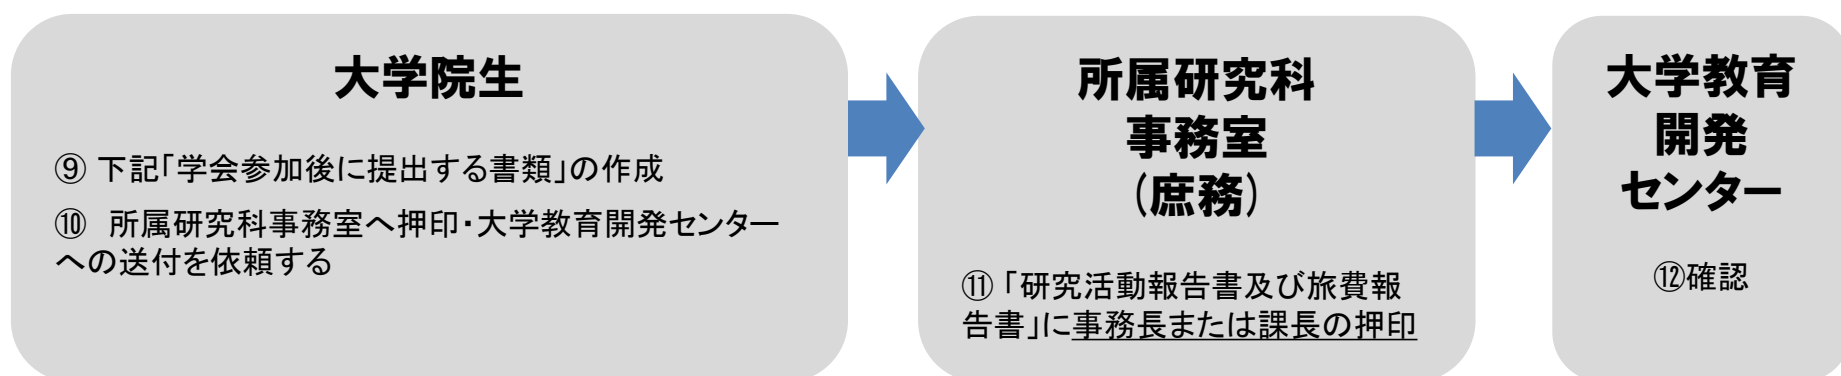 大学院生
⑨ 下記「学会参加後に提出する書類」の作成
⑩ 所属研究科事務室へ押印・大学教育開発センター
への送付を依頼する
所属研究科
事務室
(庶務)
⑪「研究活動報告書及び旅費報
告書」に事務長または課長の押印
大学教育
開発
センター
⑫確認